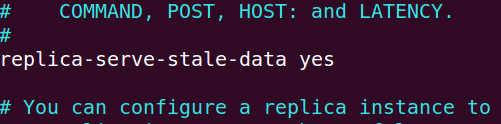 # COMMAND, POST, HOST: and LATENCY.
#
replica-serve-stale-data yes
# You can configure a replica instance to